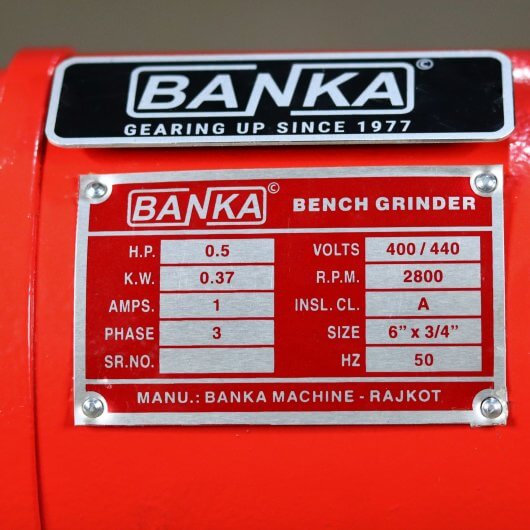 BANKA©
GEARING UP SINCE 1977
BANKA© BENCH GRINDER
H.P. 0.5 VOLTS 400 / 440
K.W. 0.37 R.P.M. 2800
AMPS. 1 INSL. CL. A
PHASE 3 SIZE 6" x 3/4"
SR.NO. HZ 50
MANU.: BANKA MACHINE - RAJKOT